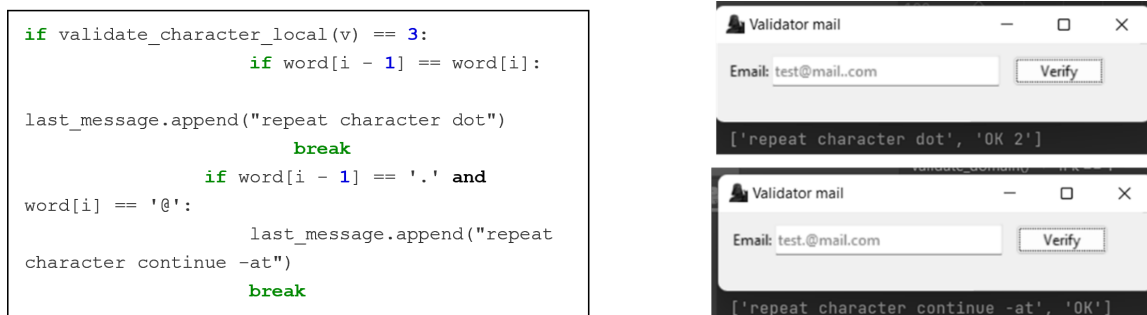 if validate_character_local(v) == 3:
if word[i - 1] == word[i]:
last_message.append("repeat character dot")
break
if word[i - 1] == '.' and
word[i] == '@':
last_message.append("repeat
character continue -at")
break
Validator mail
Email: test@mail..com Verify
['repeat character dot', 'OK 2']
Validator mail
Email: test.@mail.com Verify
['repeat character continue -at', 'OK']